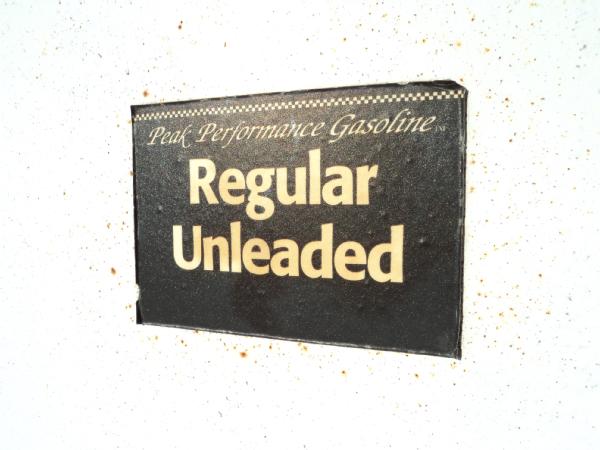 Peak Performance Gasoline
Regular
Unleaded